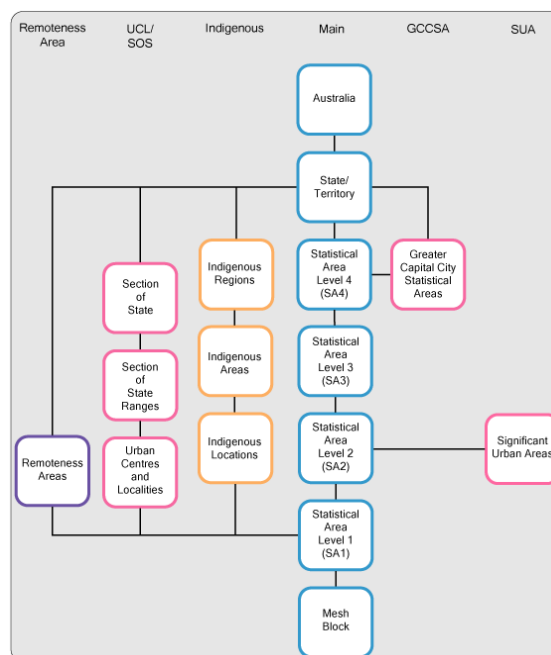 Remoteness
Area
UCL/
SOS
Indigenous
Main
GCCSA
SUA
Australia
State/
Territory
Section
of
State
Indigenous
Regions
Statistical
Area
Level 4
(SA4)
Greater
Capital City
Statistical
Areas
Section
of
State
Ranges
Indigenous
Areas
Statistical
Area
Level 3
(SA3)
Remoteness
Areas
Urban
Centres
and
Localities
Indigenous
Locations
Statistical
Area
Level 2
(SA2)
Significant
Urban Areas
Statistical
Area
Level 1
(SA1)
Mesh
Block